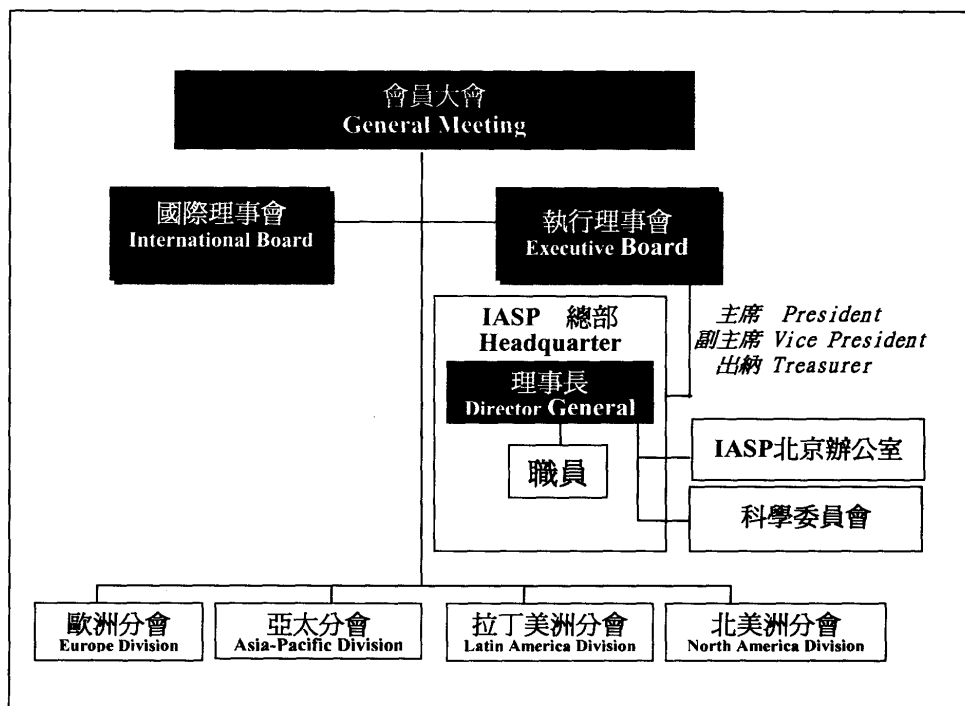 會員大會
General Meeting
國際理事會
International Board
執行理事會
Executive Board
IASP 總部
Headquarter
主席 President
副主席 Vice President
出納 Treasurer
理事長
Director General
職員
IASP北京辦公室
科學委員會
歐洲分會
Europe Division
亞太分會
Asia-Pacific Division
拉丁美洲分會
Latin America Division
北美洲分會
North America Division